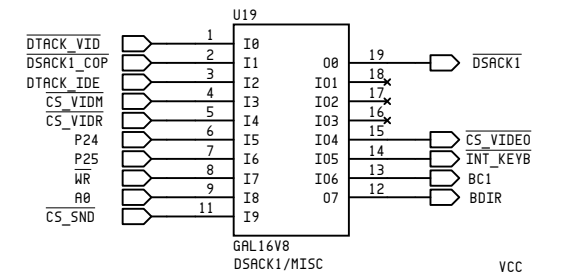 U19
DTACK_VID 1 I0
DSACK1_COP 2 I1 O0 19 DSACK1
DTACK_IDE 3 I2 IO1 18
CS_VIDM 4 I3 IO2 17
CS_VIDR 5 I4 IO3 16
P24 6 I5 IO4 15 CS_VIDEO
P25 7 I6 IO5 14 INT_KEYB
WR 8 I7 IO6 13 BC1
A0 9 I8 O7 12 BDIR
CS_SND 11 I9
GAL16V8
DSACK1/MISC
VCC